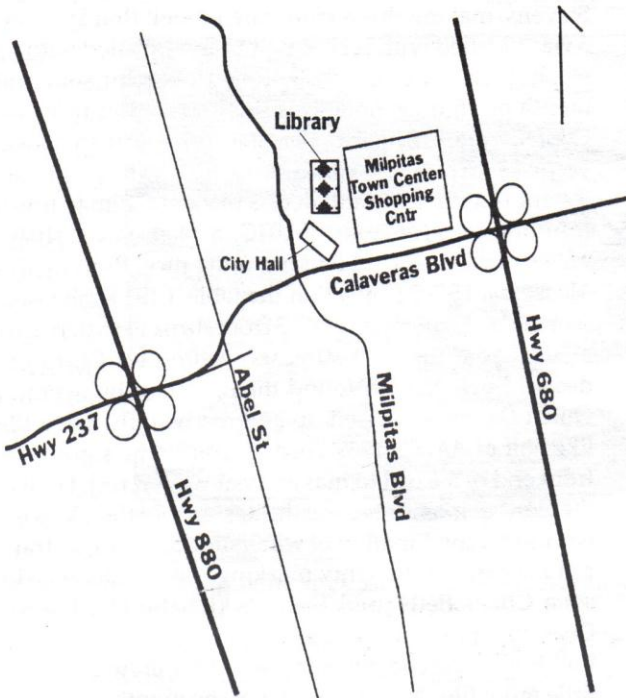 Library
Milpitas
Town Center
Shopping
Cntr
City Hall
Calaveras Blvd
Hwy 680
Hwy 237
Abel St
Milpitas Blvd
Hwy 880